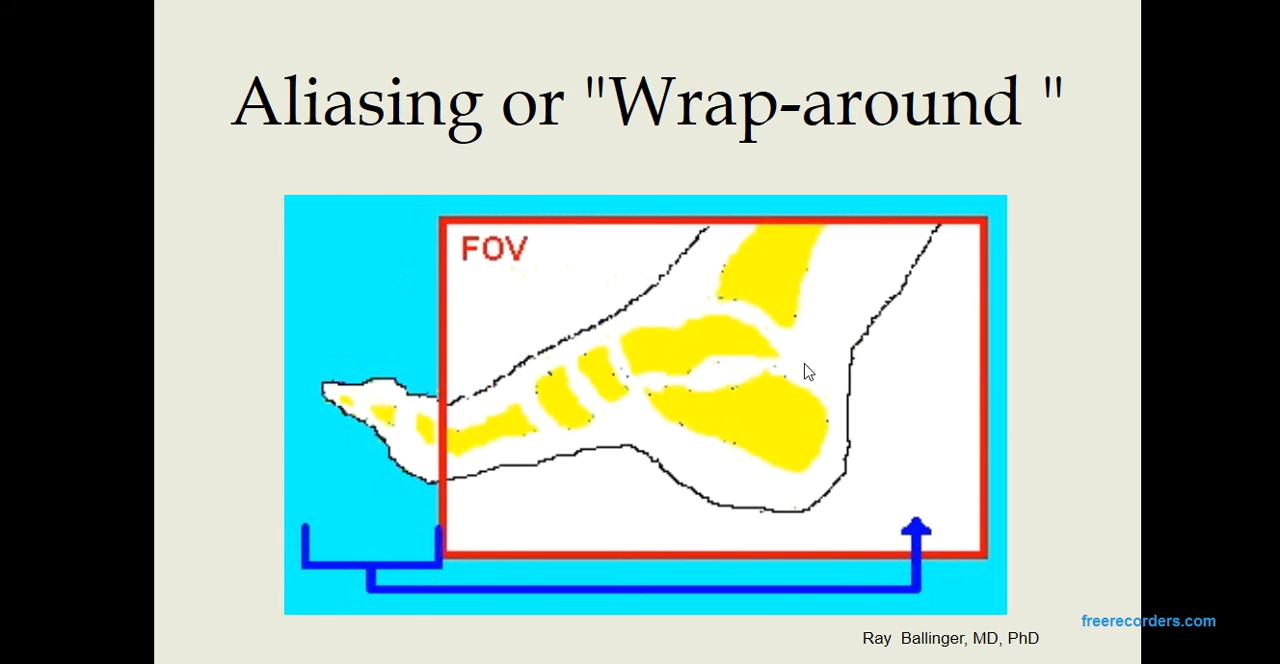 Aliasing or "Wrap-around "
FOV
freerecorders.com
Ray Ballinger, MD, PhD